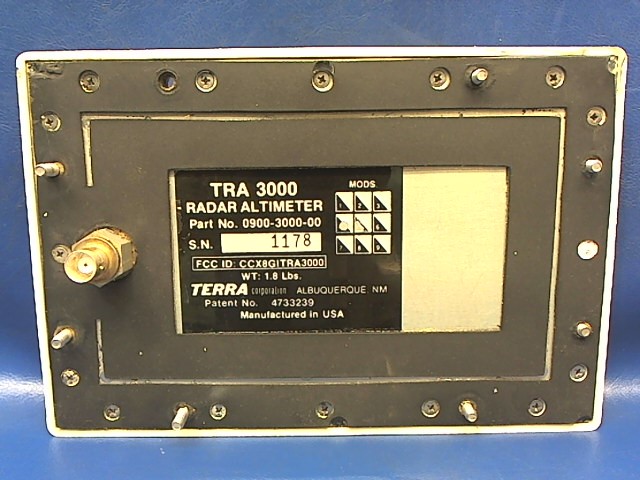 TRA 3000
RADAR ALTIMETER
Part No. 0900-3000-00
S.N. 1178
MODS
FCC ID: CCX8GITRA3000
WT: 1.8 Lbs.
TERRA corporation ALBUQUERQUE NM
Patent No. 4733239
Manufactured in USA